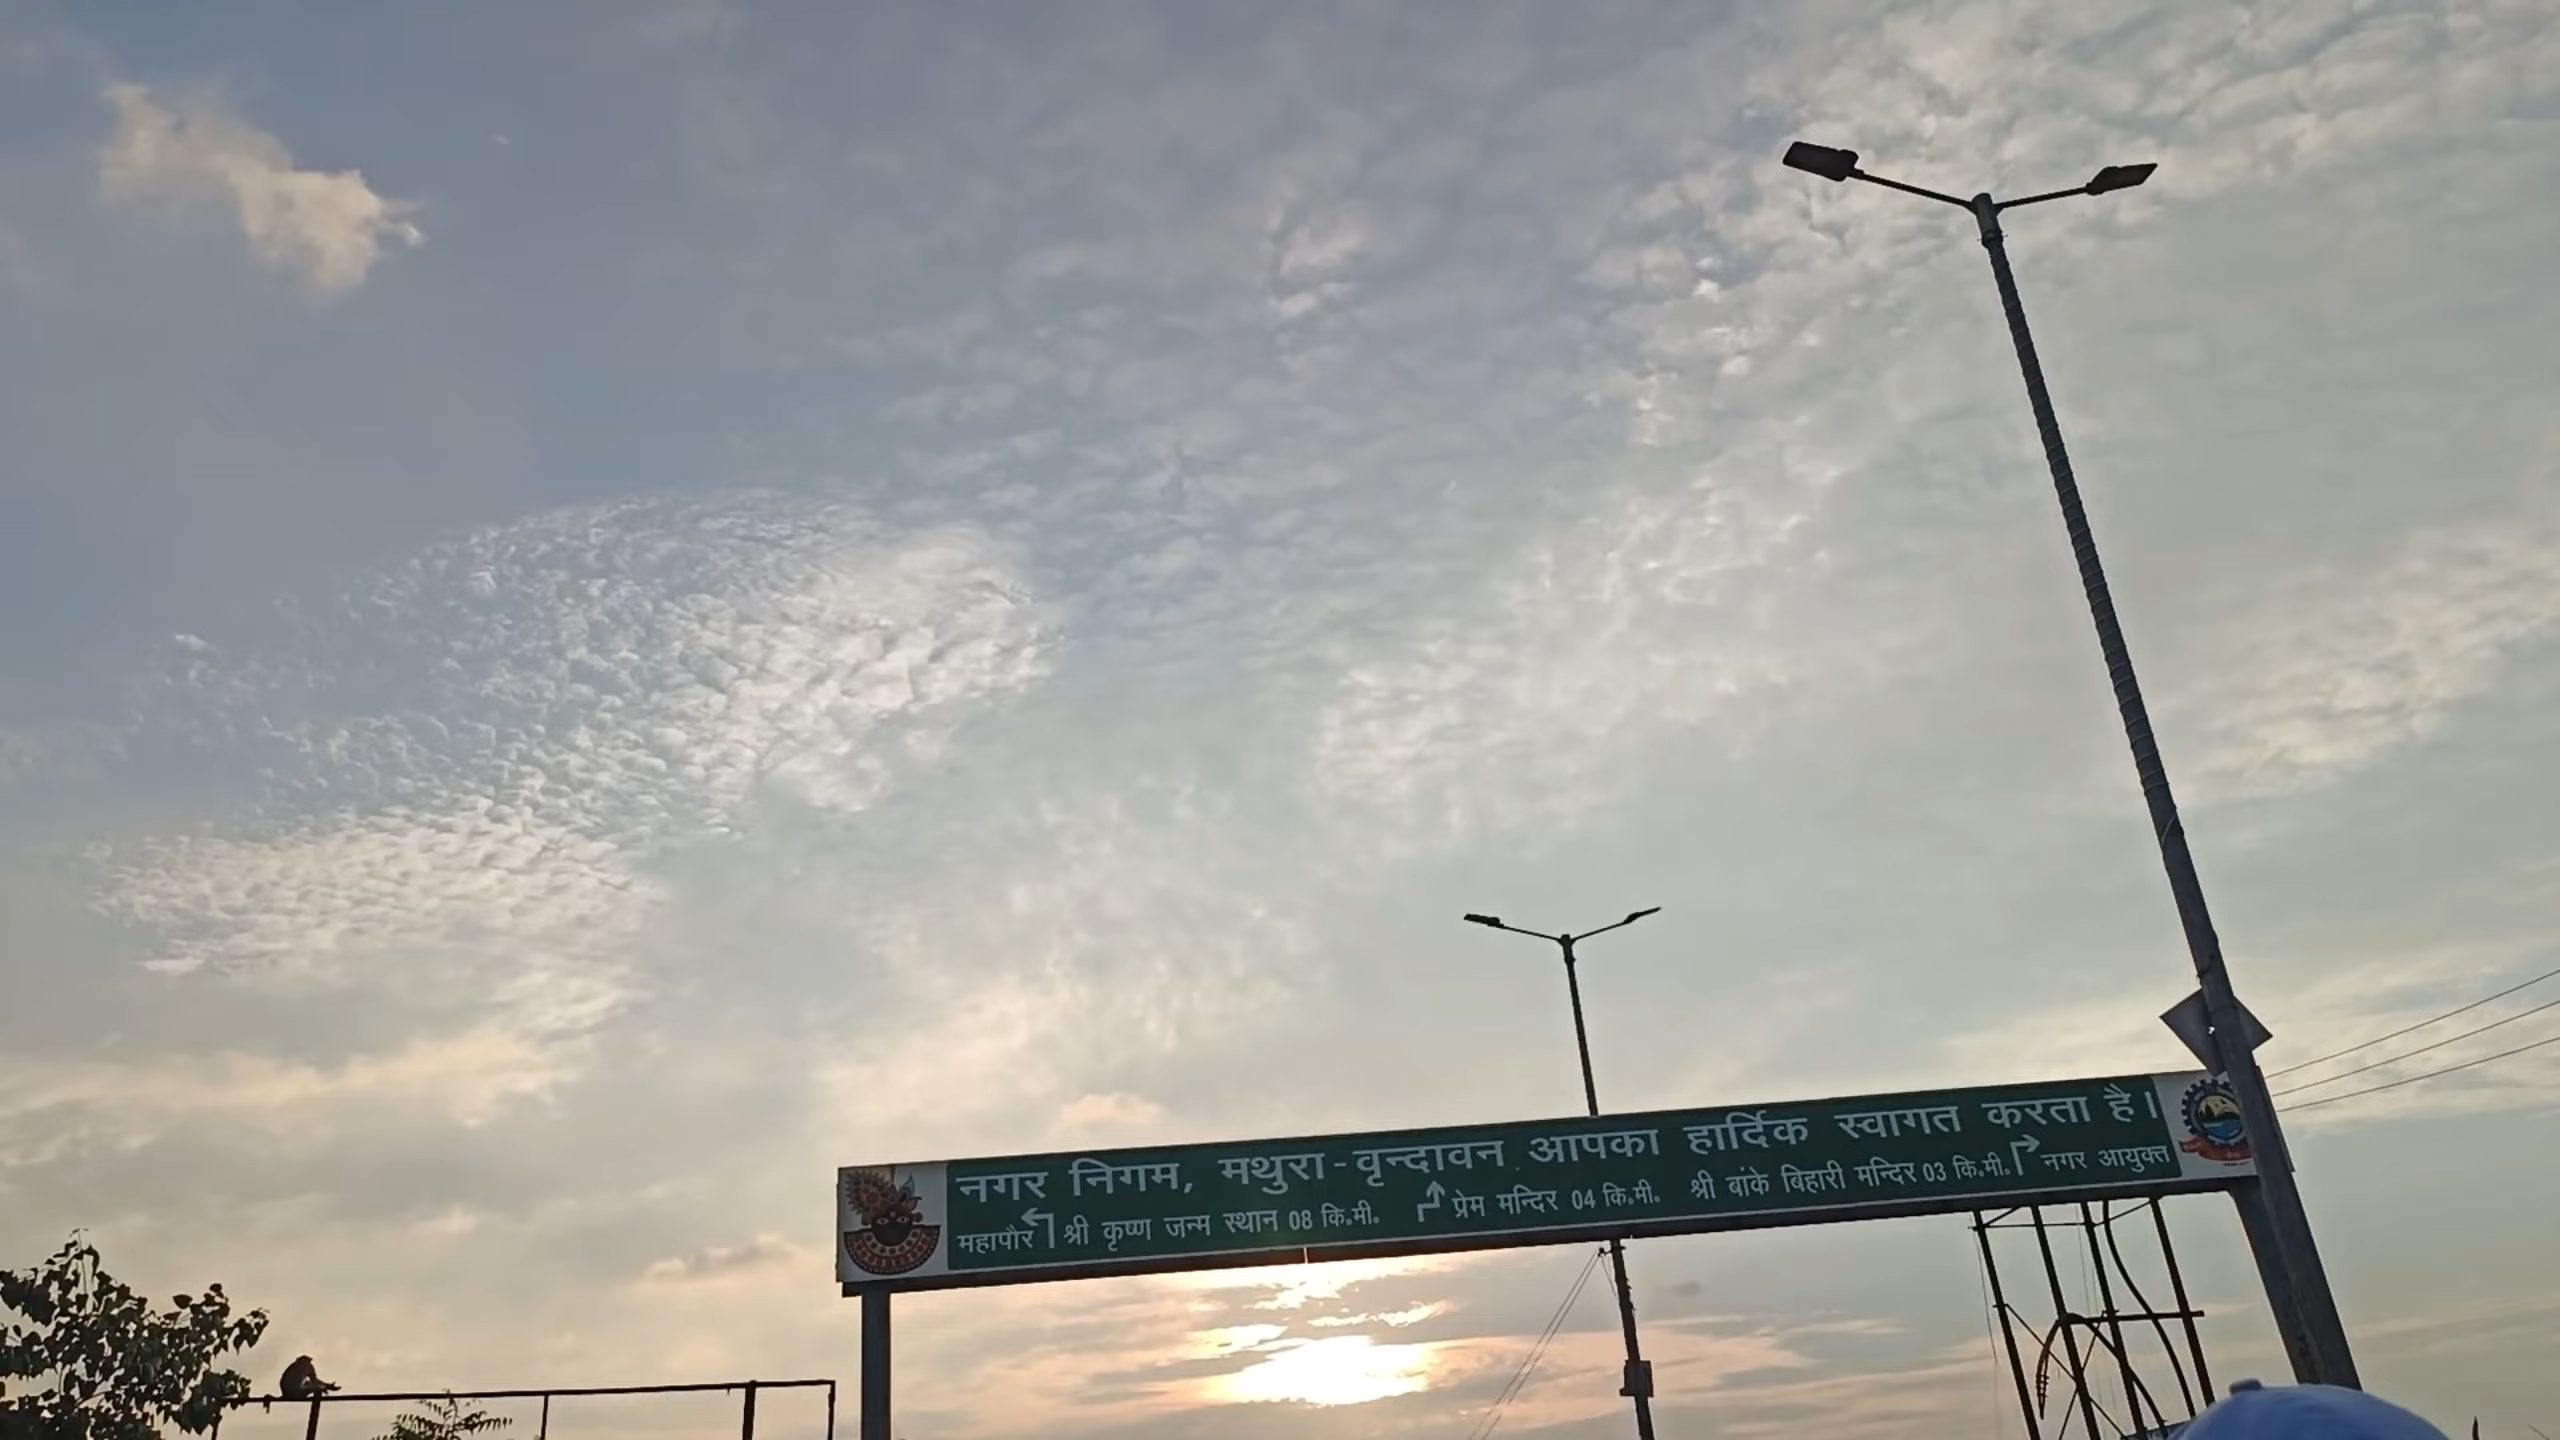 नगर निगम, मथुरा-वृन्दावन आपका हार्दिक स्वागत करता है।
महापौर श्री कृष्ण जन्म स्थान 08 कि.मी. प्रेम मन्दिर 04 कि.मी. श्री बांके बिहारी मन्दिर 03 कि.मी. नगर आयुक्त